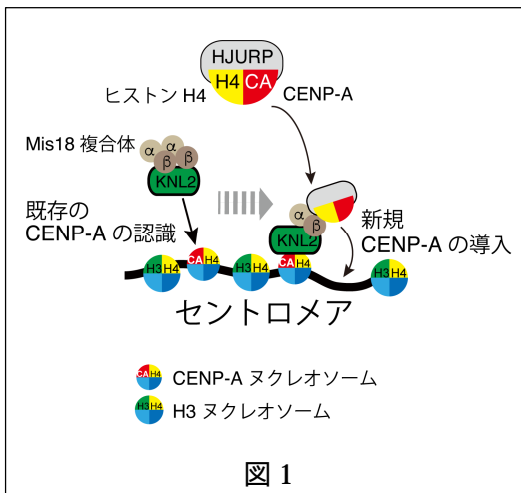 HJURP
H4 CA
ヒストン H4
CENP-A
Mis18 複合体
α α
β β
KNL2
既存の
CENP-A の認識
α
β
KNL2
新規
CENP-A の導入
H3 H4
CA H4
H3 H4
CA H4
H3 H4
セントロメア
CA H4 CENP-A ヌクレオソーム
H3 H4 H3 ヌクレオソーム
図 1